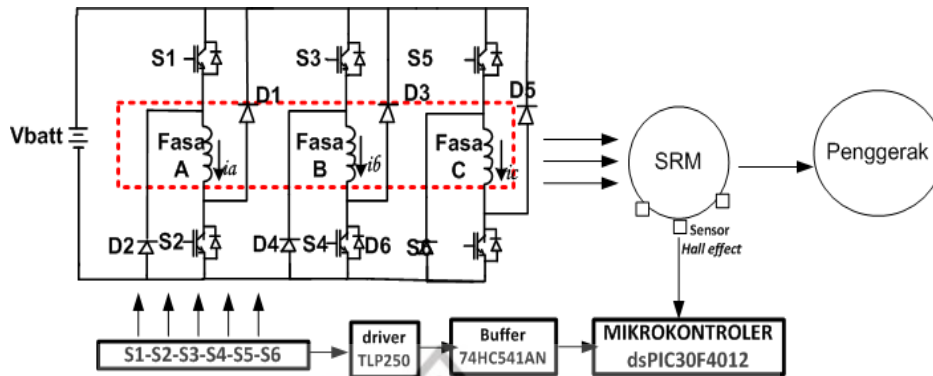 S1 S3 S5
D1 D3 D5
Vbatt
Fasa A ia
Fasa B ib
Fasa C ic
D2 S2 D4 S4 D6 S6
SRM
Penggerak
Sensor
Hall effect
S1-S2-S3-S4-S5-S6
driver
TLP250
Buffer
74HC541AN
MIKROKONTROLER
dsPIC30F4012